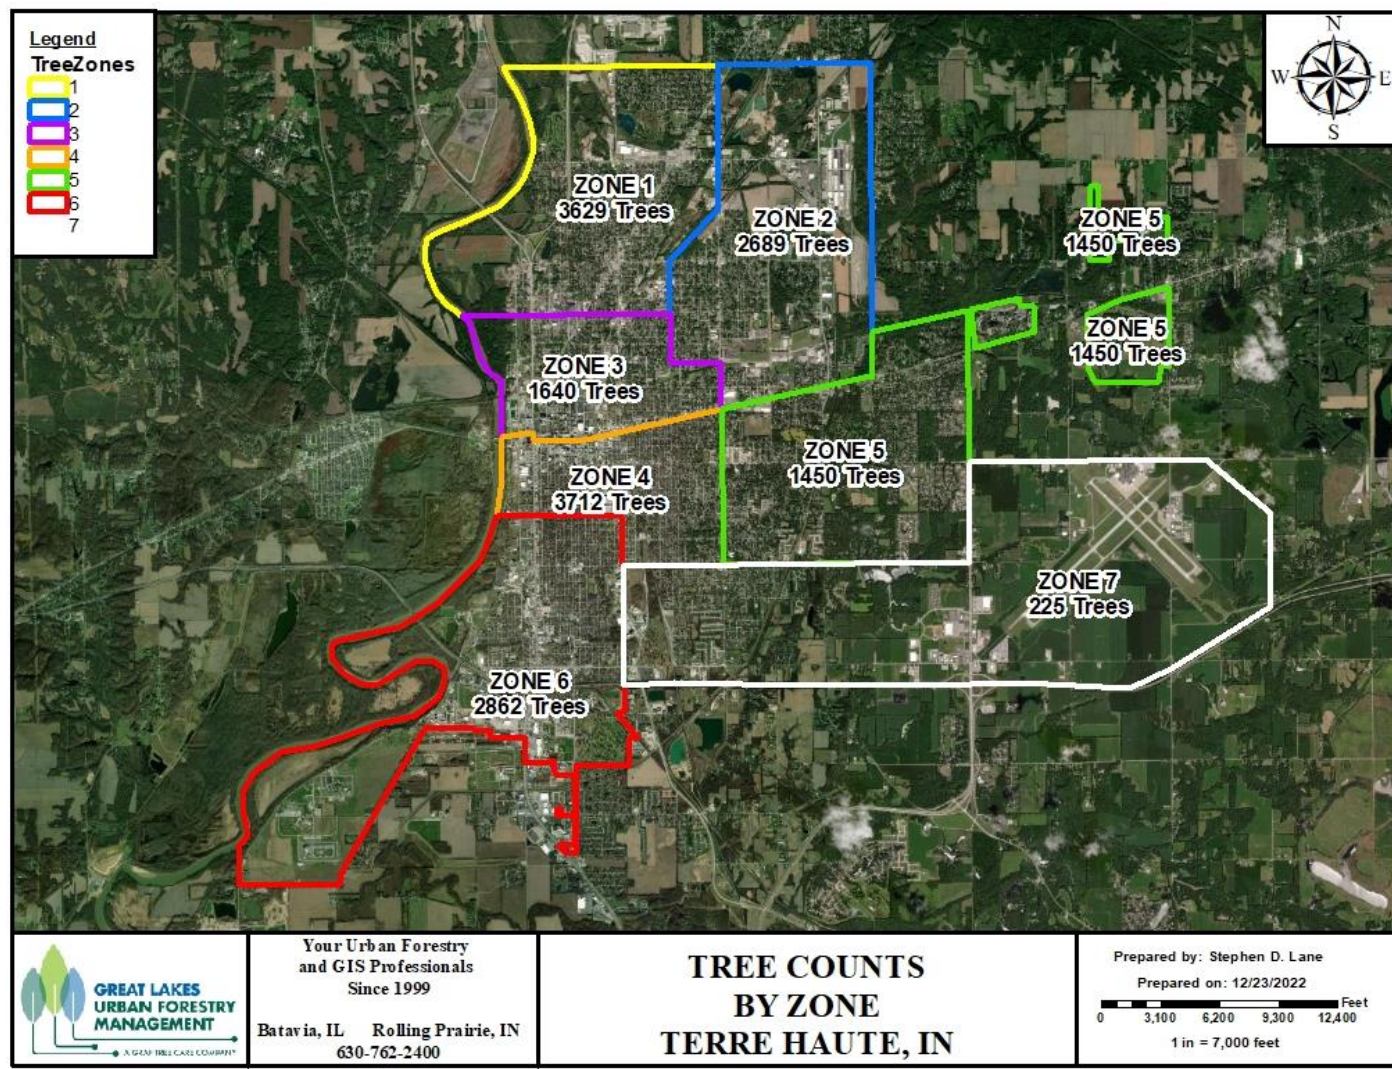 Legend
TreeZones
1
2
3
4
5
6
7
N
W
E
S
ZONE 1
3629 Trees
ZONE 2
2689 Trees
ZONE 5
1450 Trees
ZONE 5
1450 Trees
ZONE 3
1640 Trees
ZONE 5
1450 Trees
ZONE 4
3712 Trees
ZONE 7
225 Trees
ZONE 6
2862 Trees
GREAT LAKES
URBAN FORESTRY
MANAGEMENT
A GRAF TREE CARE COMPANY
Your Urban Forestry
and GIS Professionals
Since 1999
Batavia, IL Rolling Prairie, IN
630-762-2400
TREE COUNTS
BY ZONE
TERRE HAUTE, IN
Prepared by: Stephen D. Lane
Prepared on: 12/23/2022
Feet
0 3,100 6,200 9,300 12,400
1 in = 7,000 feet